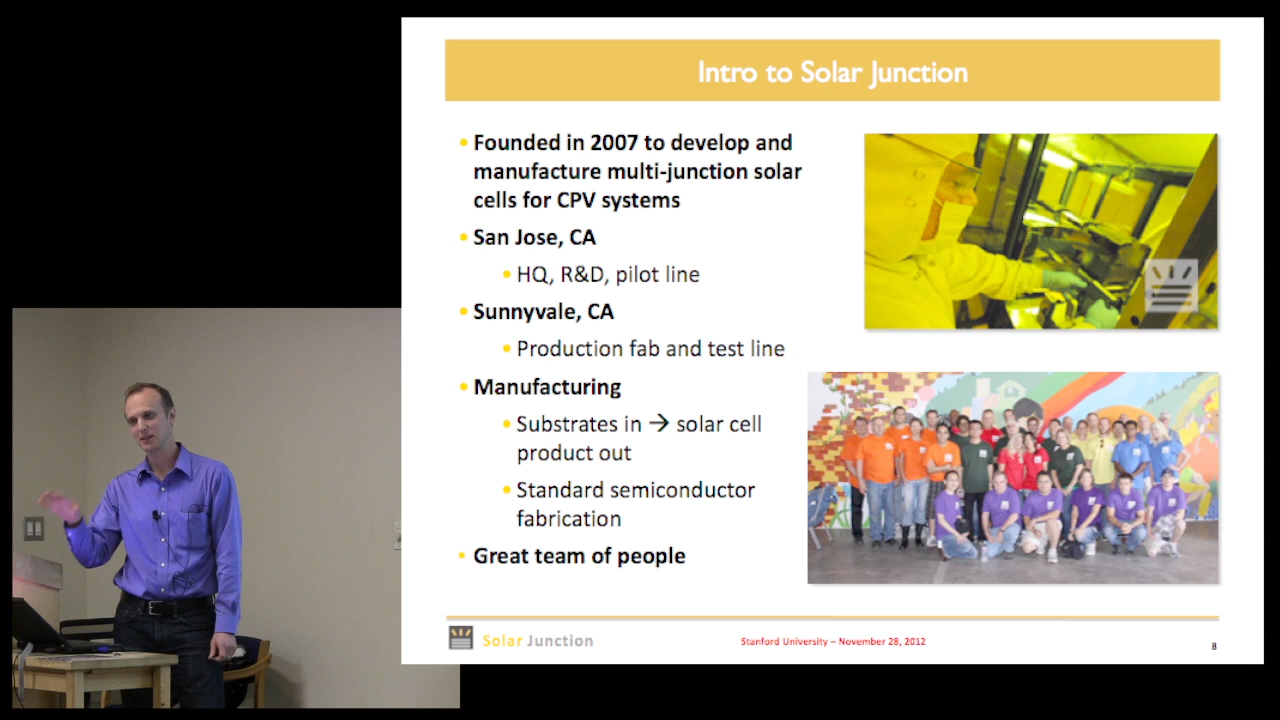 Intro to Solar Junction
• Founded in 2007 to develop and
manufacture multi-junction solar
cells for CPV systems
• San Jose, CA
• HQ, R&D, pilot line
• Sunnyvale, CA
• Production fab and test line
• Manufacturing
• Substrates in → solar cell
product out
• Standard semiconductor
fabrication
• Great team of people
Solar Junction
Stanford University – November 28, 2012
8